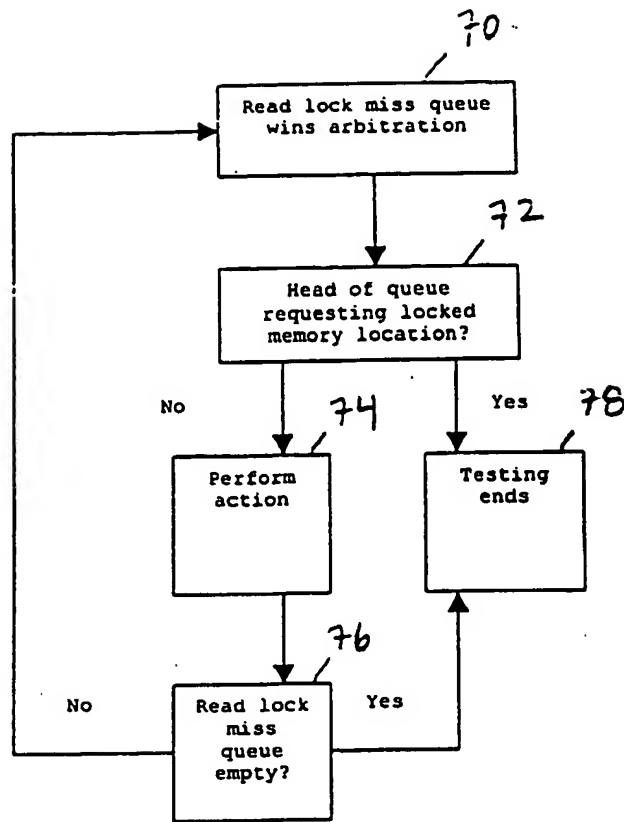 70
Read lock miss queue
wins arbitration
72
Head of queue
requesting locked
memory location?
No
74
Yes
78
Perform
action
Testing
ends
76
No
Read lock
miss
queue
empty?
Yes